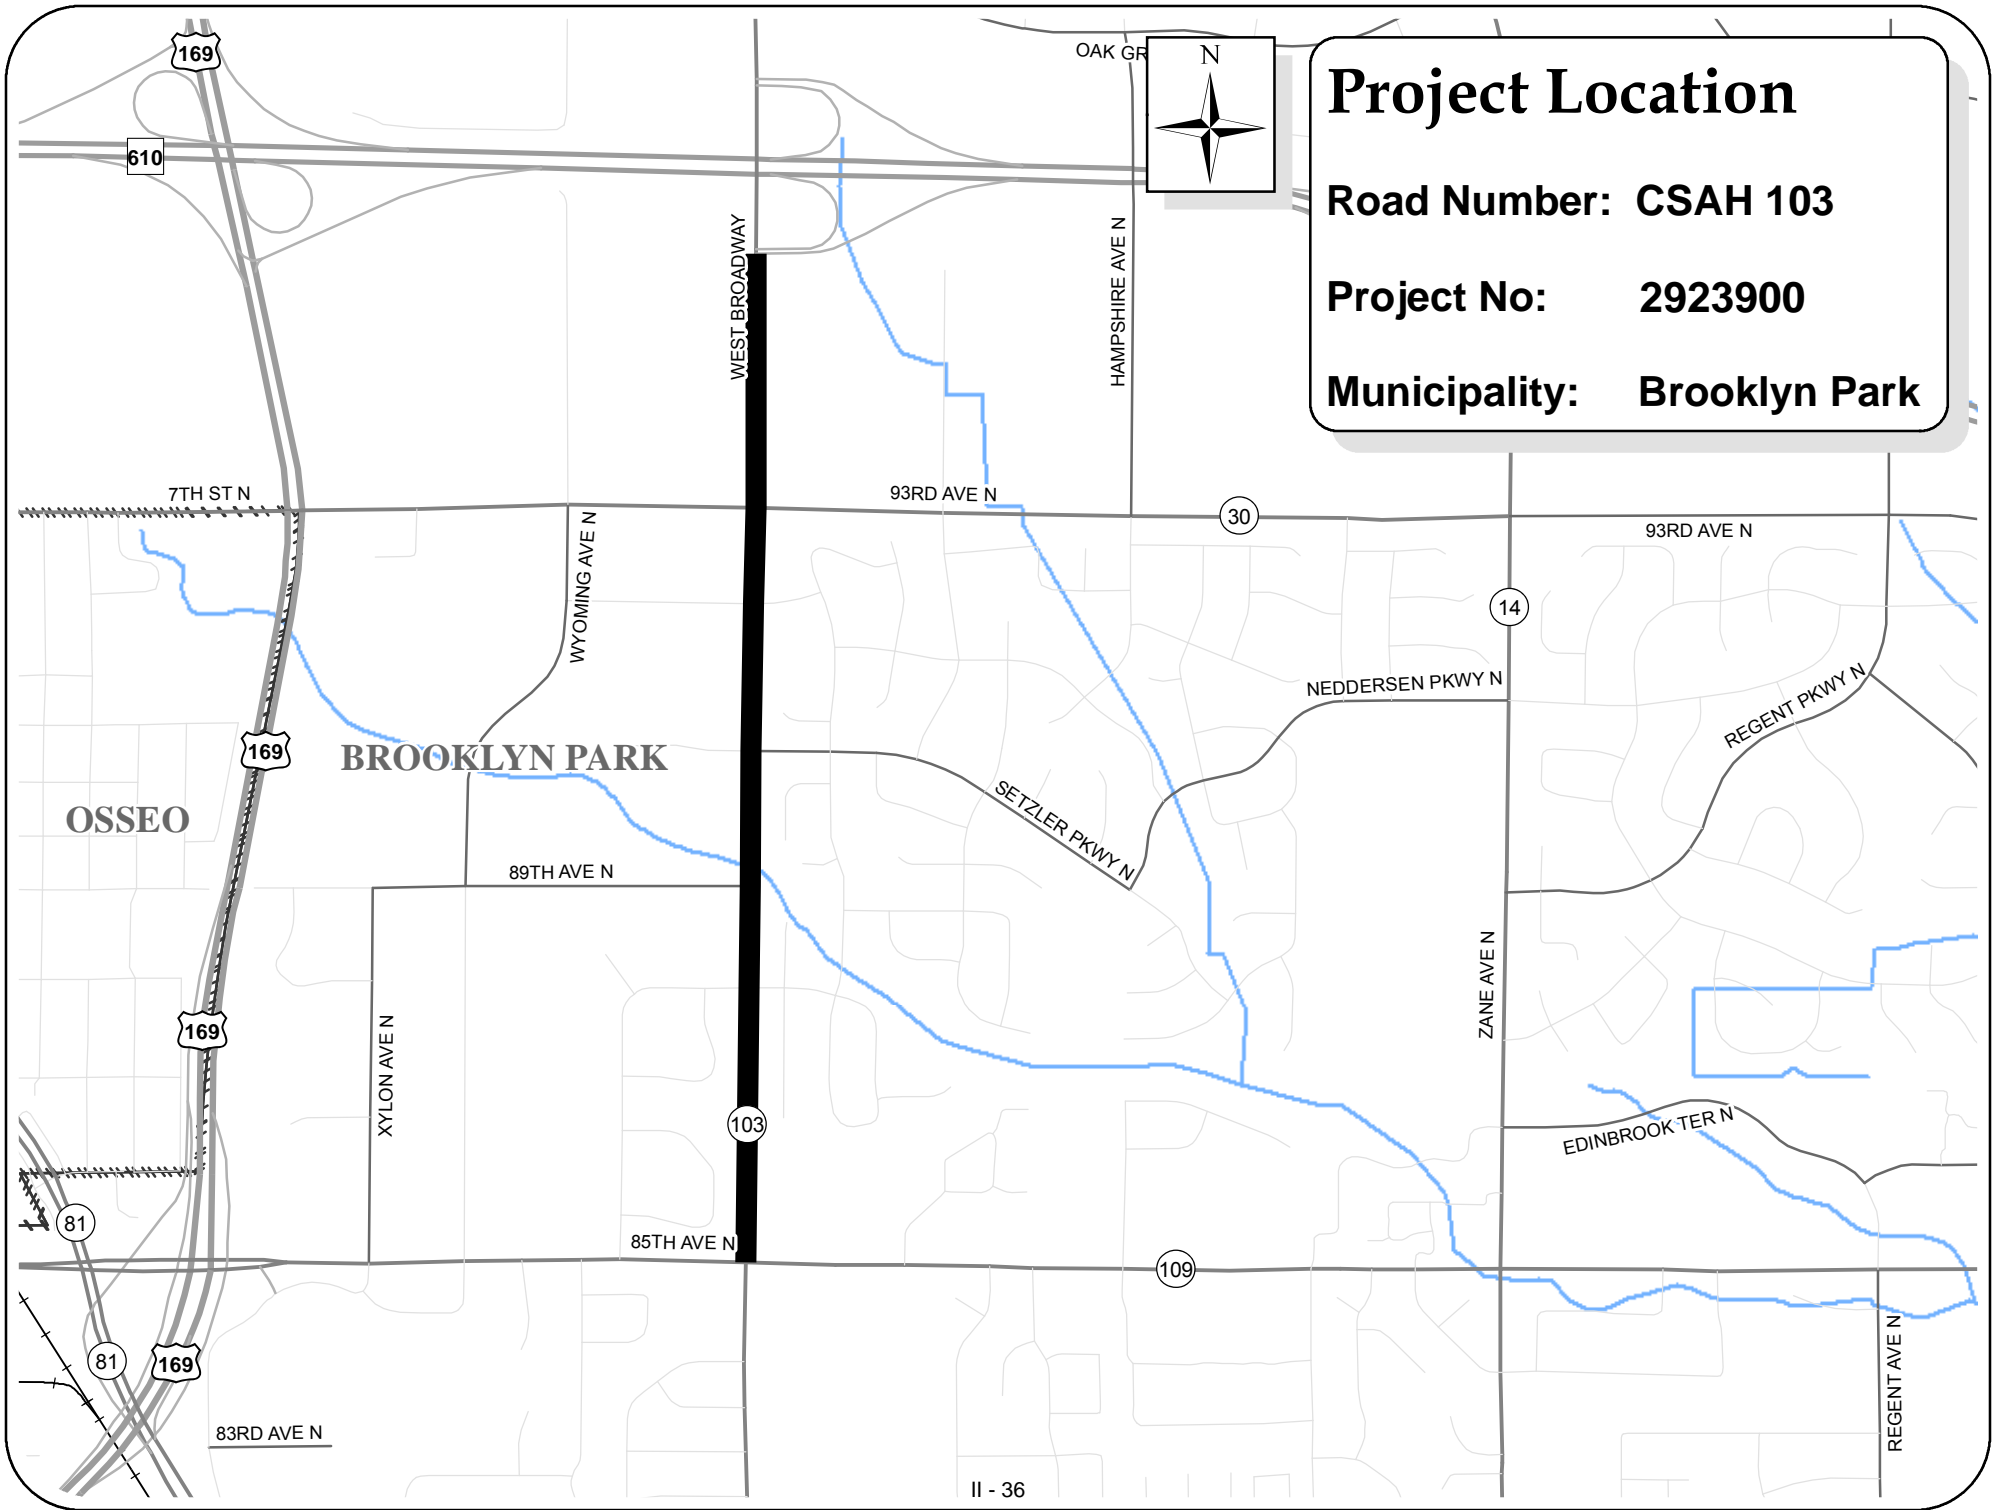 169
OAK GR
N
Project Location
Road Number: CSAH 103
Project No: 2923900
Municipality: Brooklyn Park
610
WEST BROADWAY
HAMPSHIRE AVE N
7TH ST N
93RD AVE N
30
93RD AVE N
WYOMING AVE N
14
NEDDERSEN PKWY N
REGENT PKWY N
169
BROOKLYN PARK
OSSEO
SETZLER PKWY N
89TH AVE N
ZANE AVE N
169
XYLON AVE N
103
EDINBROOK TER N
81
85TH AVE N
109
81
169
REGENT AVE N
83RD AVE N
II - 36